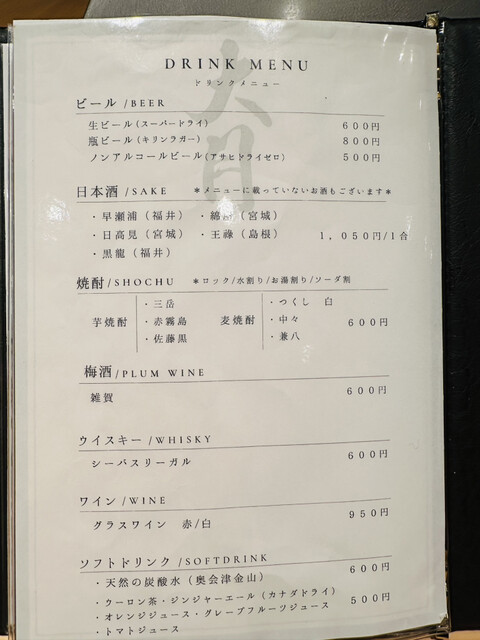 DRINK MENU
ドリンクメニュー
ビール /BEER
生ビール(スーパードライ) 600円
瓶ビール(キリンラガー) 800円
ノンアルコールビール(アサヒドライゼロ) 500円
日本酒/SAKE *メニューに載っていないお酒もございます*
・早瀬浦(福井) ・綿屋(宮城)
・日高見(宮城) ・王祿(島根) 1,050円/1合
・黒龍(福井)
焼酎/SHOCHU *ロック/水割り/お湯割り/ソーダ割
芋焼酎 ・三岳 ・赤霧島 ・佐藤黒
麦焼酎 ・つくし 白 ・中々 ・兼八 600円
梅酒/PLUM WINE
雑賀 600円
ウイスキー/WHISKY
シーバスリーガル 600円
ワイン/WINE
グラスワイン 赤/白 950円
ソフトドリンク/SOFTDRINK
・天然の炭酸水(奥会津金山) 600円
・ウーロン茶・ジンジャーエール(カナダドライ) 500円
・オレンジジュース・グレープフルーツジュース
・トマトジュース